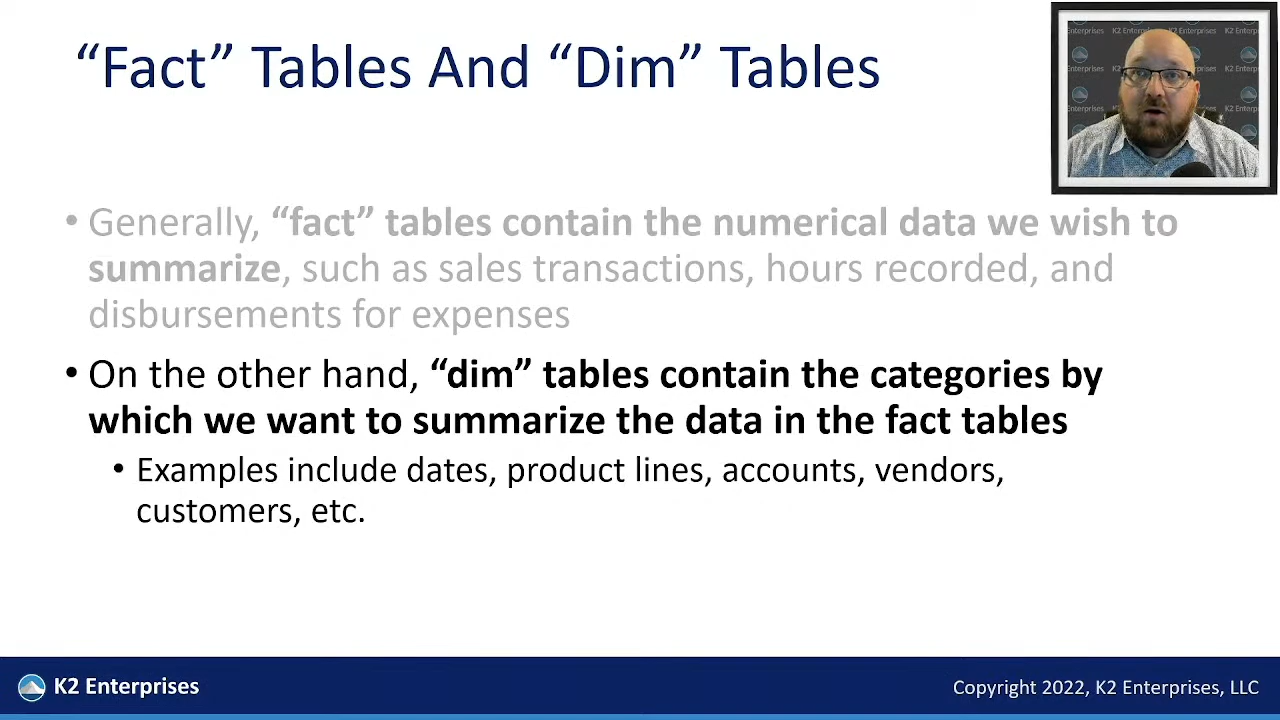 “Fact” Tables And “Dim” Tables
• Generally, “fact” tables contain the numerical data we wish to
summarize, such as sales transactions, hours recorded, and
disbursements for expenses
• On the other hand, “dim” tables contain the categories by
which we want to summarize the data in the fact tables
• Examples include dates, product lines, accounts, vendors,
customers, etc.
K2 Enterprises
Copyright 2022, K2 Enterprises, LLC